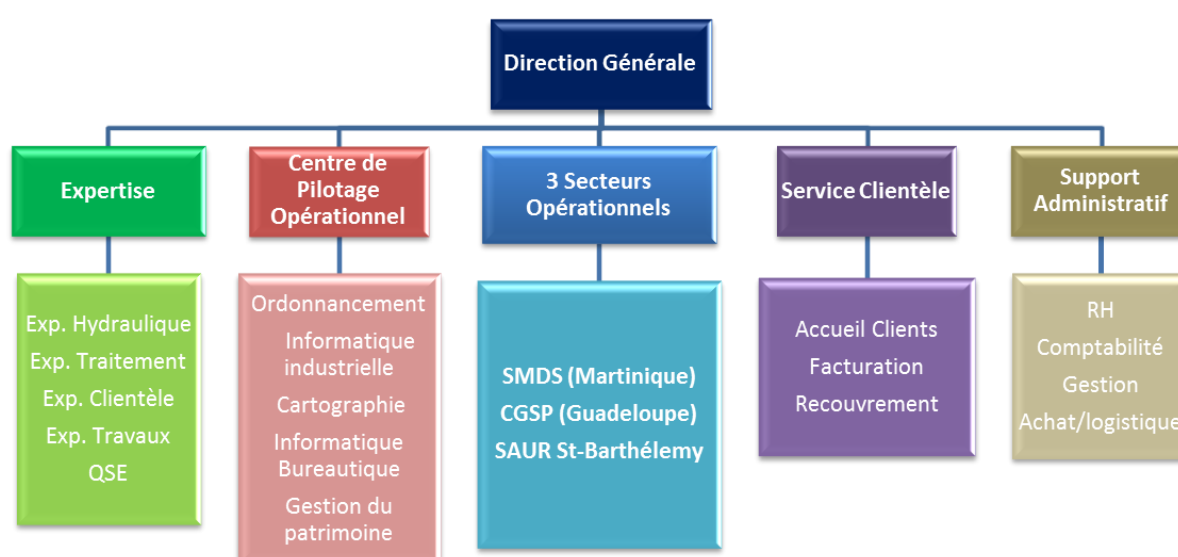 Direction Générale
Expertise
Centre de
Pilotage
Opérationnel
3 Secteurs
Opérationnels
Service Clientèle
Support
Administratif
Exp. Hydraulique
Exp. Traitement
Exp. Clientèle
Exp. Travaux
QSE
Ordonnancement
Informatique
industrielle
Cartographie
Informatique
Bureautique
Gestion du
patrimoine
SMDS (Martinique)
CGSP (Guadeloupe)
SAUR St-Barthélemy
Accueil Clients
Facturation
Recouvrement
RH
Comptabilité
Gestion
Achat/logistique